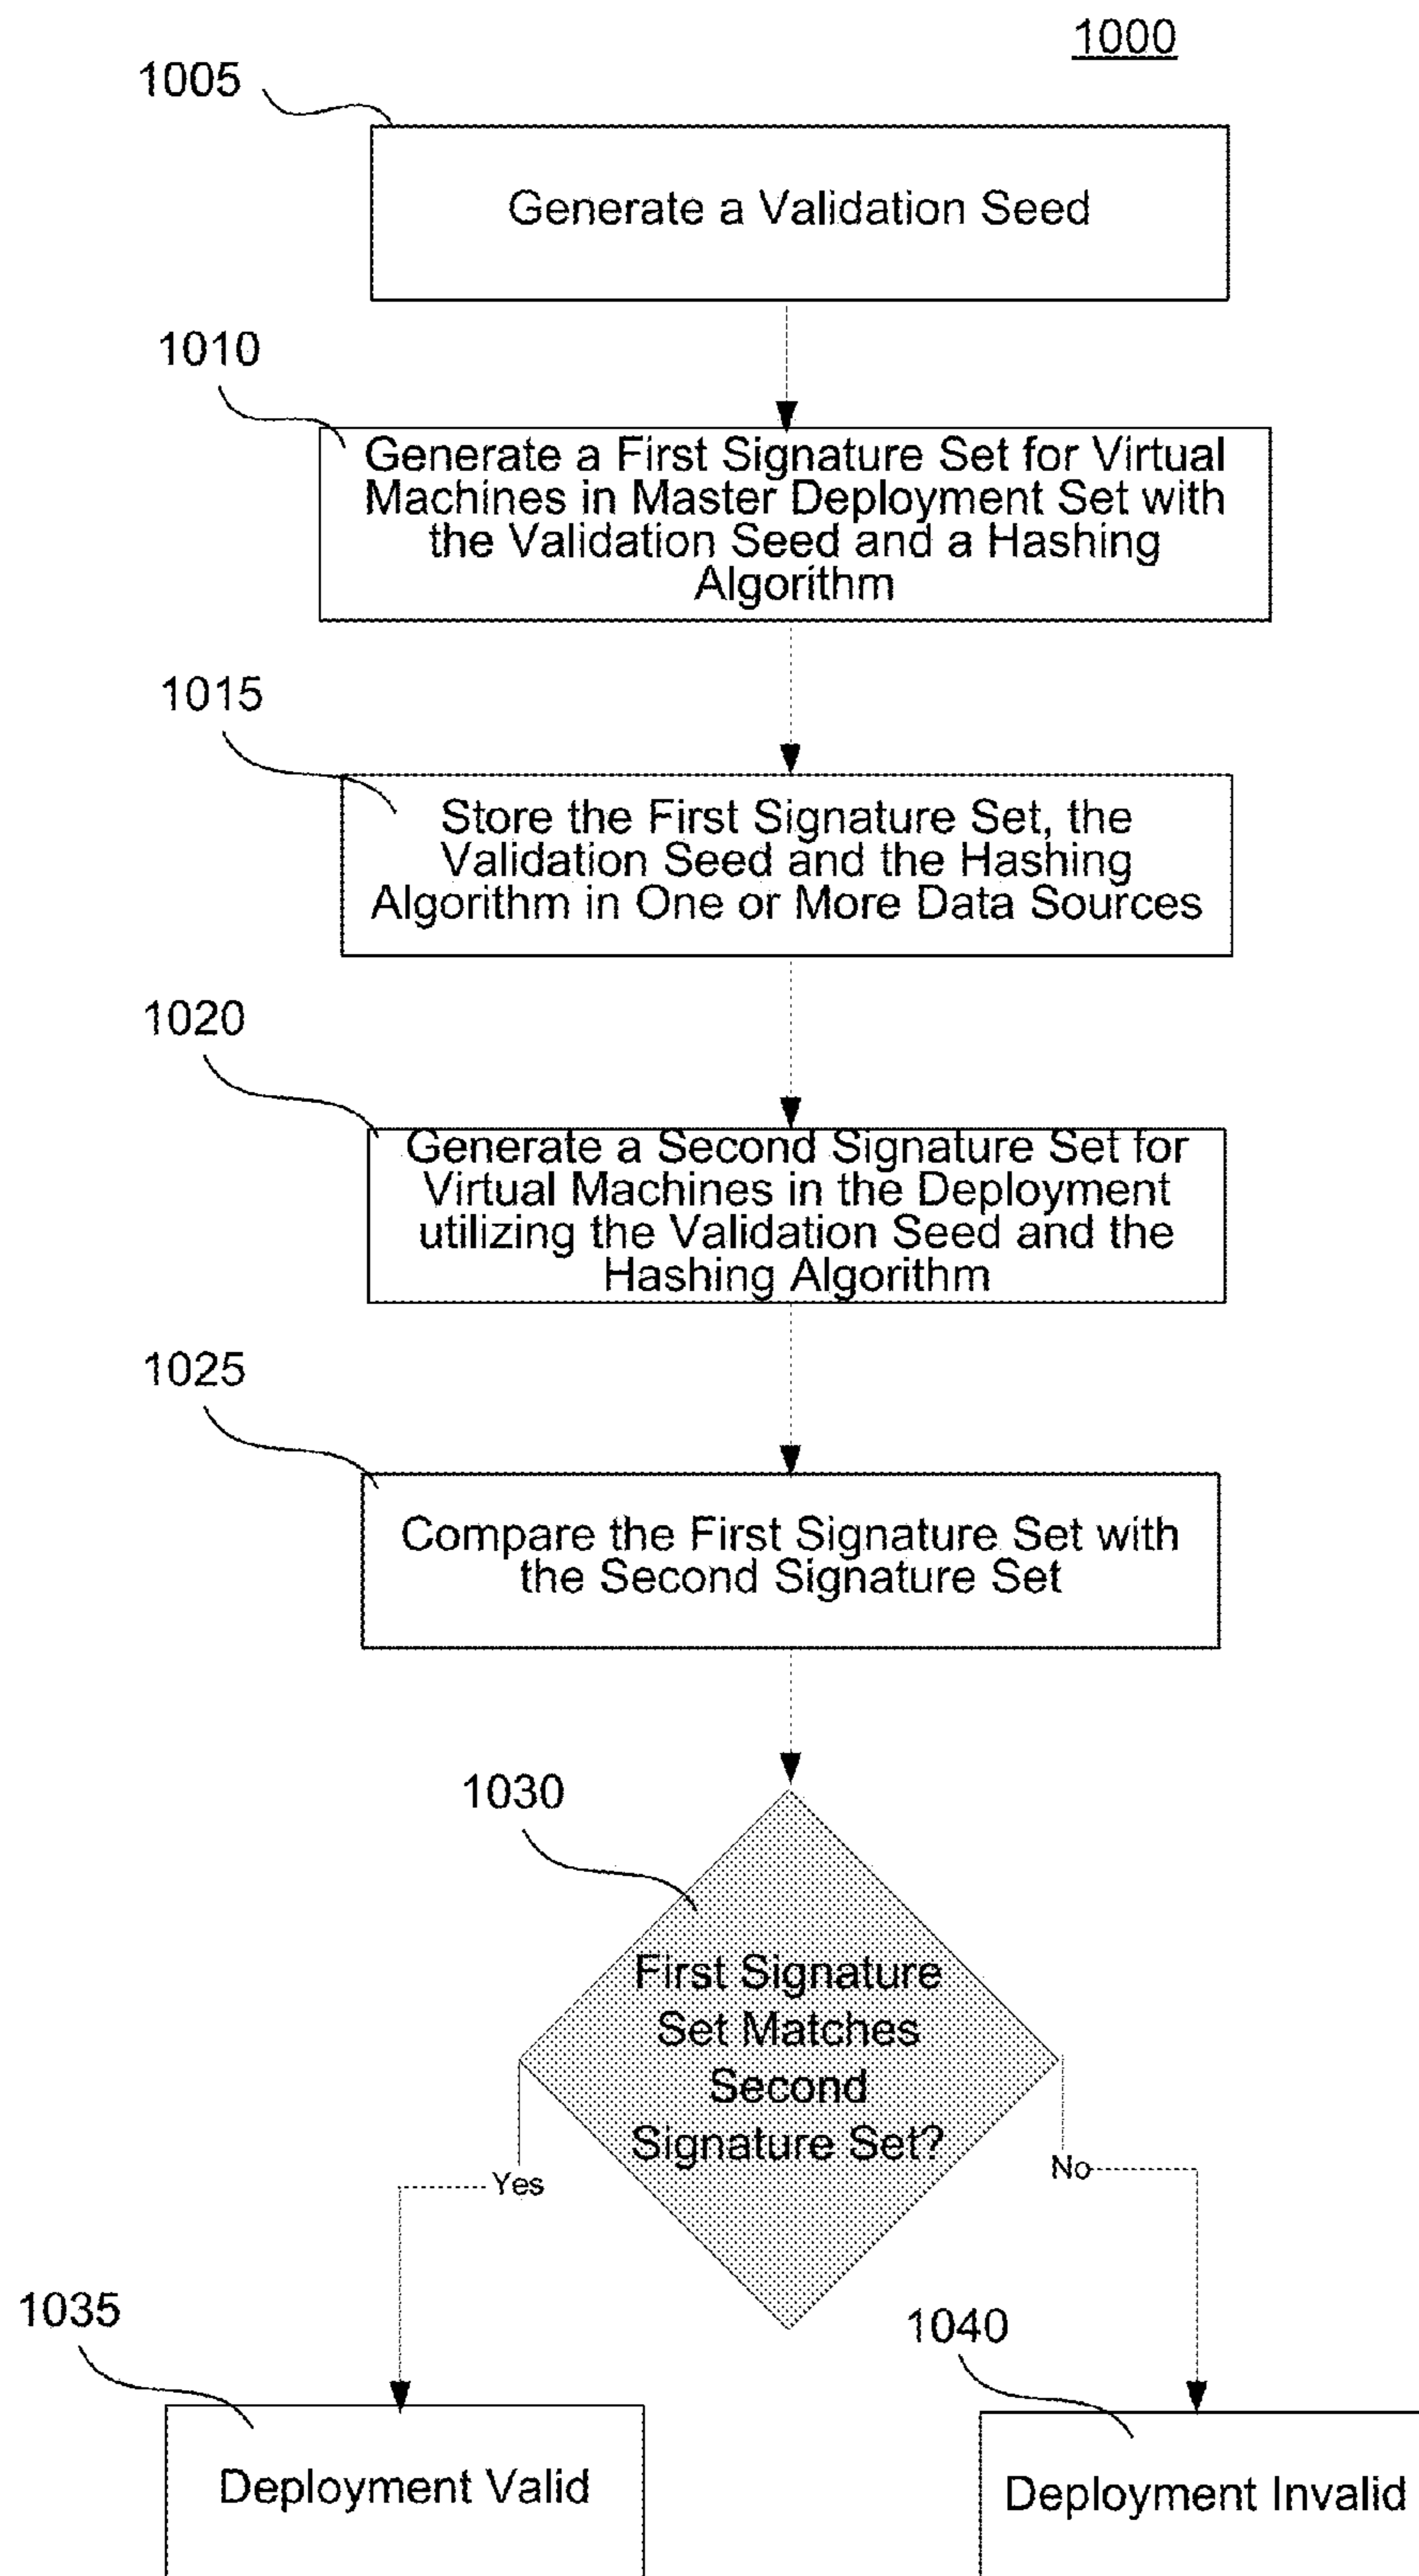 1000
1005
Generate a Validation Seed
1010
Generate a First Signature Set for Virtual
Machines in Master Deployment Set with
the Validation Seed and a Hashing
Algorithm
1015
Store the First Signature Set, the
Validation Seed and the Hashing
Algorithm in One or More Data Sources
1020
Generate a Second Signature Set for
Virtual Machines in the Deployment
utilizing the Validation Seed and the
Hashing Algorithm
1025
Compare the First Signature Set with
the Second Signature Set
1030
First Signature
Set Matches
Second
Signature Set?
Yes
No
1035
Deployment Valid
1040
Deployment Invalid